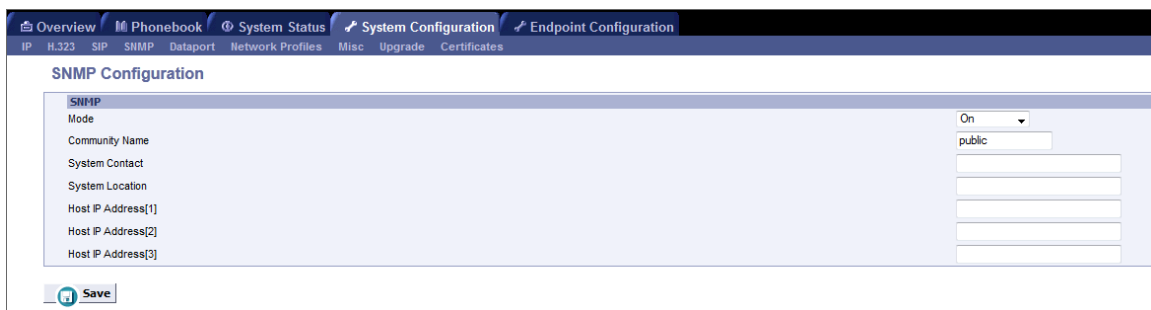 Overview Phonebook System Status System Configuration Endpoint Configuration
IP H.323 SIP SNMP Dataport Network Profiles Misc Upgrade Certificates
SNMP Configuration
SNMP
Mode On
Community Name public
System Contact
System Location
Host IP Address[1]
Host IP Address[2]
Host IP Address[3]
Save